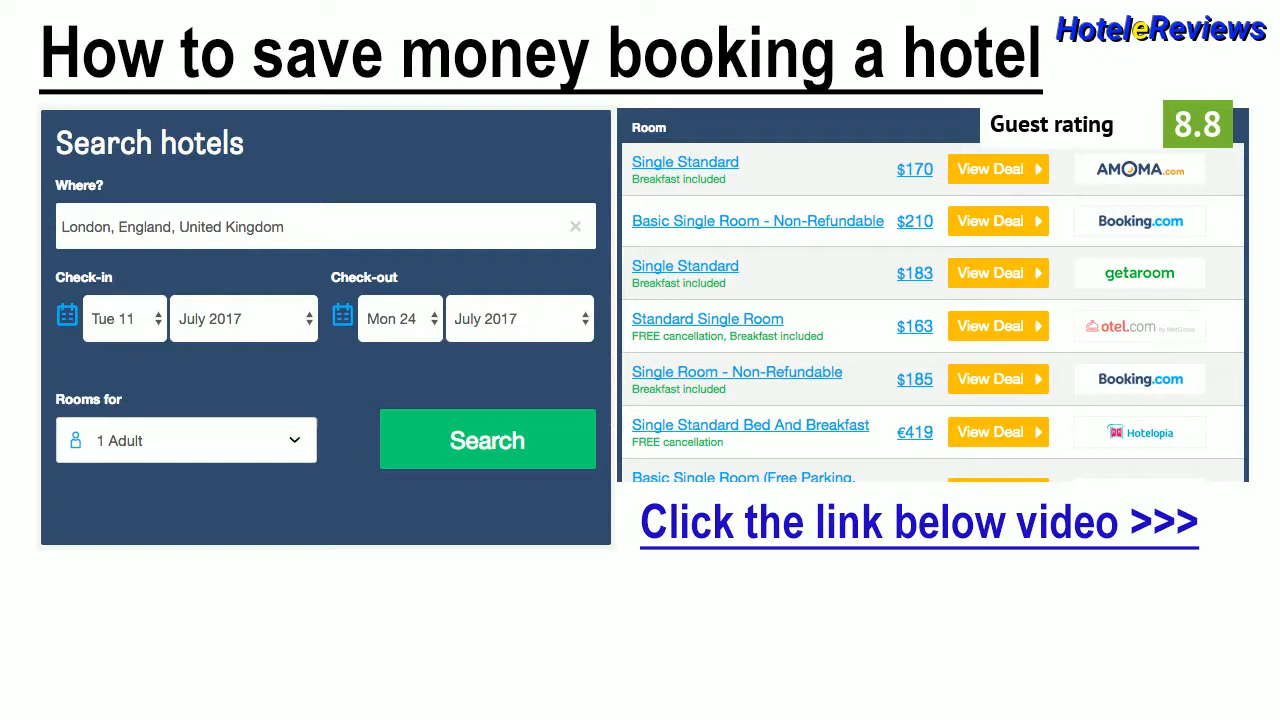 How to save money booking a hotel
HoteleReviews
Search hotels
Where?
London, England, United Kingdom
Check-in
Check-out
Tue 11
July 2017
Mon 24
July 2017
Rooms for
1 Adult
Search
Room
Guest rating
8.8
Single Standard
Breakfast included
$170
View Deal
AMOMA.com
Basic Single Room - Non-Refundable
$210
View Deal
Booking.com
Single Standard
Breakfast included
$183
View Deal
getaroom
Standard Single Room
FREE cancellation, Breakfast included
$163
View Deal
otel.com
Single Room - Non-Refundable
Breakfast included
$185
View Deal
Booking.com
Single Standard Bed And Breakfast
FREE cancellation
€419
View Deal
Hotelopia
Basic Single Room (Free Parking,
Click the link below video >>>